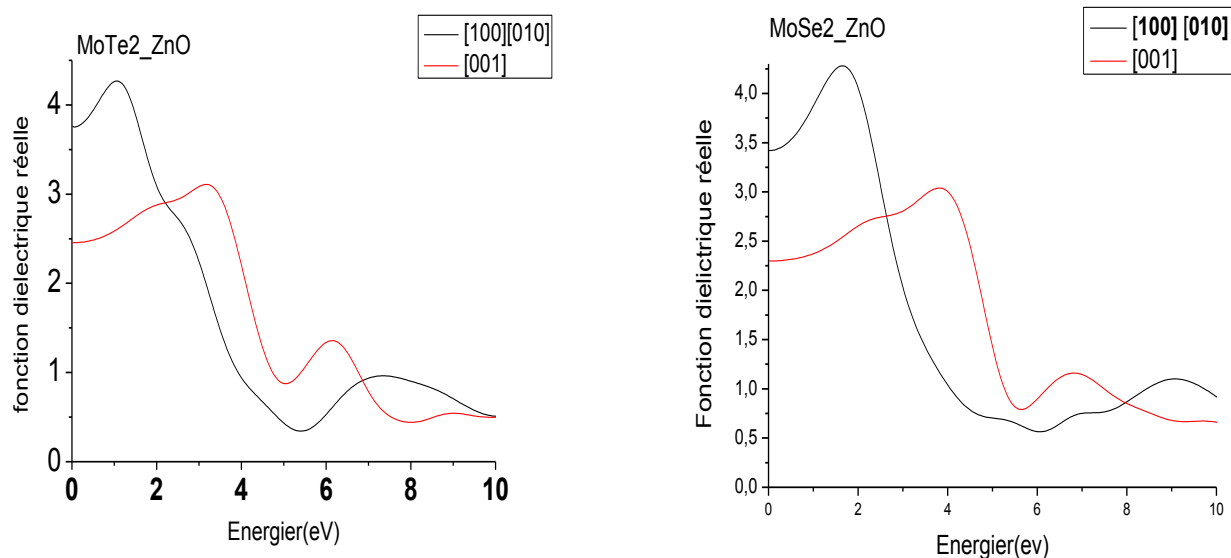 MoTe2_ZnO
[100][010]
[001]
fonction dielectrique réelle
4
3
2
1
0
0 2 4 6 8 10
Energier(eV)
MoSe2_ZnO
[100] [010]
[001]
Fonction dielictrique réelle
4,0
3,5
3,0
2,5
2,0
1,5
1,0
0,5
0,0
0 2 4 6 8 10
Energier(ev)